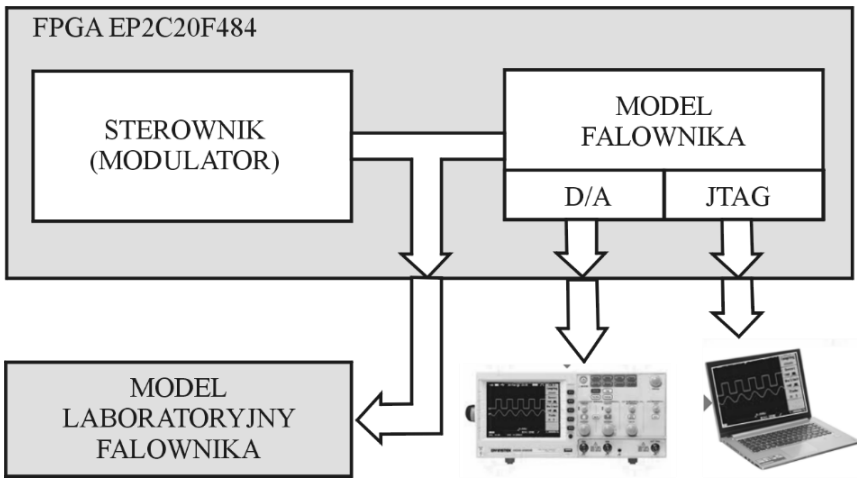 FPGA EP2C20F484
STEROWNIK
(MODULATOR)
MODEL
FALOWNIKA
D/A
JTAG
MODEL
LABORATORYJNY
FALOWNIKA